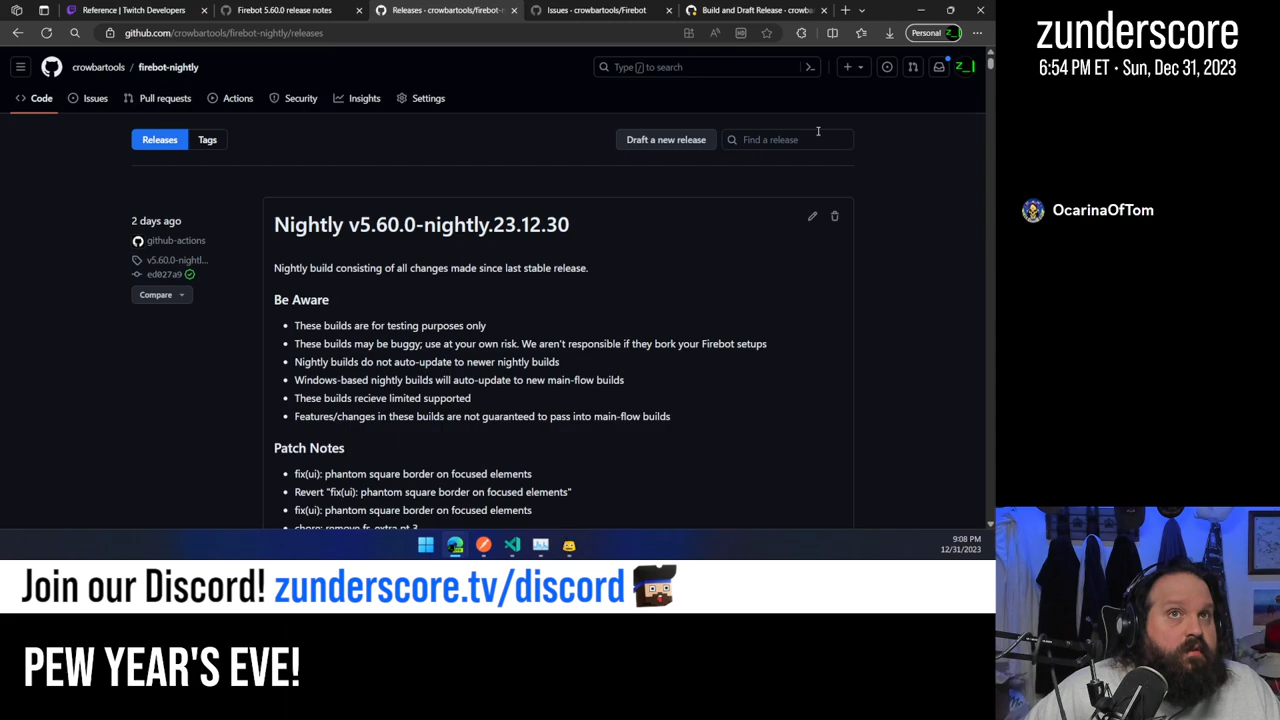 Reference | Twitch Developers
Firebot 5.60.0 release notes
Releases · crowbartools/firebot-
Issues · crowbartools/Firebot
Build and Draft Release · crowba
github.com/crowbartools/firebot-nightly/releases
Personal
crowbartools / firebot-nightly
Type / to search
Code
Issues
Pull requests
Actions
Security
Insights
Settings
Releases
Tags
Draft a new release
Find a release
2 days ago
github-actions
v5.60.0-nightl...
ed027a9
Compare
Nightly v5.60.0-nightly.23.12.30
Nightly build consisting of all changes made since last stable release.
Be Aware
These builds are for testing purposes only
These builds may be buggy; use at your own risk. We aren't responsible if they bork your Firebot setups
Nightly builds do not auto-update to newer nightly builds
Windows-based nightly builds will auto-update to new main-flow builds
These builds recieve limited supported
Features/changes in these builds are not guaranteed to pass into main-flow builds
Patch Notes
fix(ui): phantom square border on focused elements
Revert "fix(ui): phantom square border on focused elements"
fix(ui): phantom square border on focused elements
chore: remove fs-extra pt 3
9:08 PM
12/31/2023
zunderscore
6:54 PM ET · Sun, Dec 31, 2023
OcarinaOfTom
Join our Discord! zunderscore.tv/discord
PEW YEAR'S EVE!